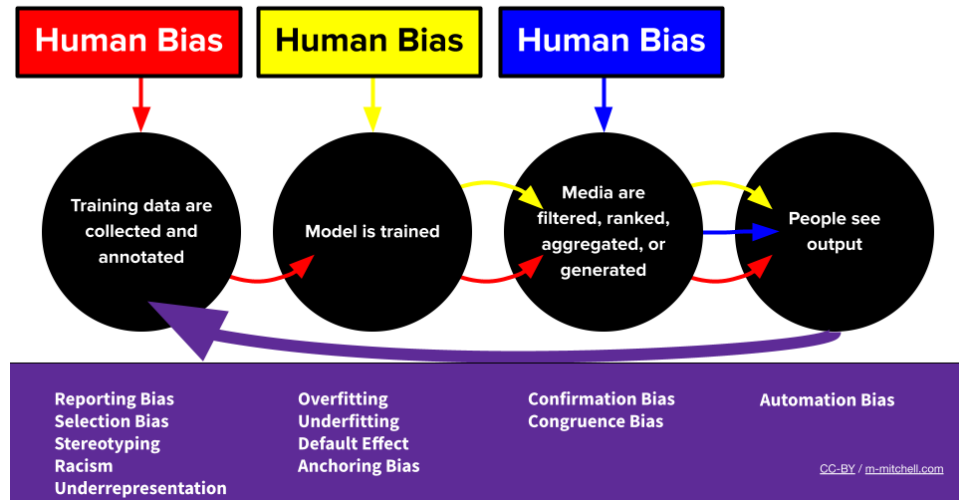 Human Bias
Human Bias
Human Bias
Training data are
collected and
annotated
Model is trained
Media are
filtered, ranked,
aggregated, or
generated
People see
output
Reporting Bias
Selection Bias
Stereotyping
Racism
Underrepresentation
Overfitting
Underfitting
Default Effect
Anchoring Bias
Confirmation Bias
Congruence Bias
Automation Bias
CC-BY / m-mitchell.com